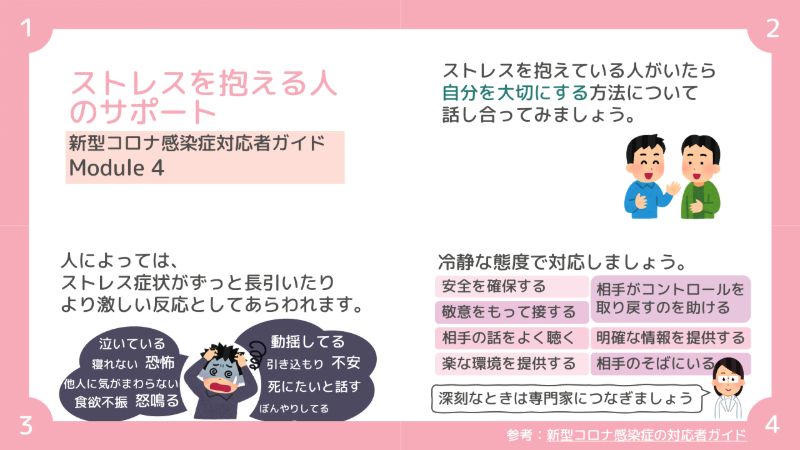 1
ストレスを抱える人
のサポート
新型コロナ感染症対応者ガイド
Module 4
2
ストレスを抱えている人がいたら
自分を大切にする方法について
話し合ってみましょう。
3
人によっては、
ストレス症状がずっと長引いたり
より激しい反応としてあらわれます。
泣いている
寝れない 恐怖
他人に気がまわらない
食欲不振 怒鳴る
動揺してる
引き込もり 不安
死にたいと話す
ぼんやりしてる
4
冷静な態度で対応しましょう。
安全を確保する
敬意をもって接する
相手の話をよく聴く
楽な環境を提供する
相手がコントロールを
取り戻すのを助ける
明確な情報を提供する
相手のそばにいる
深刻なときは専門家につなぎましょう
参考：新型コロナ感染症の対応者ガイド